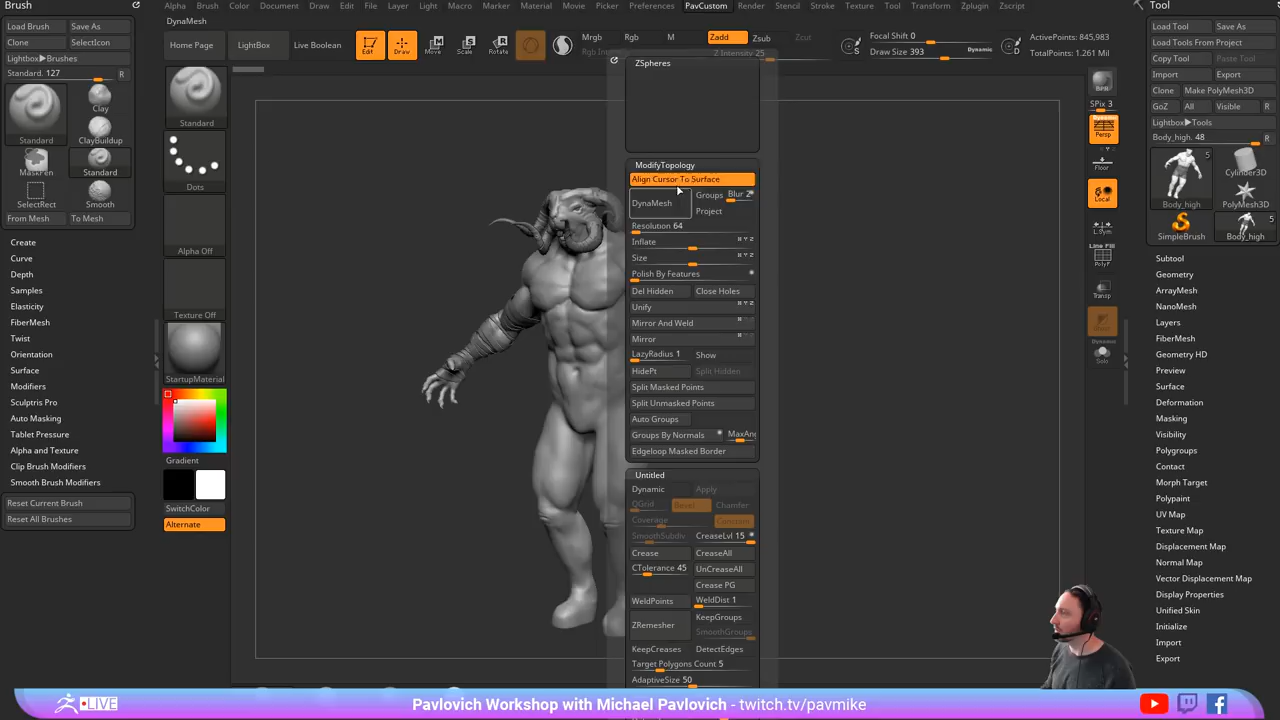 Brush
Alpha Brush Color Document Draw Edit File Layer Light Macro Marker Material Movie Picker Preferences PavCustom Render Stencil Stroke Texture Tool Transform Zplugin Zscript
Tool
DynaMesh
Load Brush Save As
Clone SelectIcon
Lightbox▶Brushes
Standard. 127 R
Standard
Clay
ClayBuildup
MaskPen
Standard
SelectRect
Smooth
From Mesh To Mesh
Create
Curve
Depth
Samples
Elasticity
FiberMesh
Twist
Orientation
Surface
Modifiers
Sculptris Pro
Auto Masking
Tablet Pressure
Alpha and Texture
Clip Brush Modifiers
Smooth Brush Modifiers
Reset Current Brush
Reset All Brushes
Home Page LightBox Live Boolean
Edit Draw Move Scale Rotate
Mrgb Rgb M
Zadd Zsub Zcut
Z Intensity 25
Focal Shift 0
Draw Size 393 Dynamic
S D
ActivePoints: 845,983
TotalPoints: 1.261 Mil
Standard
Dots
Alpha Off
Texture Off
StartupMaterial
Gradient
SwitchColor
Alternate
ZSpheres
ModifyTopology
Align Cursor To Surface
DynaMesh
Groups Blur 2
Project
Resolution 64
Inflate
Size
Polish By Features
Del Hidden Close Holes
Unify
Mirror And Weld
Mirror
LazyRadius 1 Show
HidePt Split Hidden
Split Masked Points
Split Unmasked Points
Auto Groups
Groups By Normals MaxAng
Edgeloop Masked Border
Untitled
Dynamic Apply
QGrid Bevel Chamfer
Coverage Constant
SmoothSubdiv CreaseLvl 15
Crease CreaseAll
CTolerance 45 UnCreaseAll
Crease PG
WeldPoints WeldDist 1
ZRemesher KeepGroups
SmoothGroups
KeepCreases DetectEdges
Target Polygons Count 5
AdaptiveSize 50
BPR
SPix 3
Dynamic
Persp
Floor
Local
L.Sym
Line Fill
PolyF
Transp
Dynamic
Solo
Load Tool Save As
Load Tools From Project
Copy Tool Paste Tool
Import Export
Clone Make PolyMesh3D
GoZ All Visible R
Lightbox▶Tools
Body_high. 48 R
5
Body_high
Cylinder3D
PolyMesh3D
SimpleBrush
5
Body_high
Subtool
Geometry
ArrayMesh
NanoMesh
Layers
FiberMesh
Geometry HD
Preview
Surface
Deformation
Masking
Visibility
Polygroups
Contact
Morph Target
Polypaint
UV Map
Texture Map
Displacement Map
Normal Map
Vector Displacement Map
Display Properties
Unified Skin
Initialize
Import
Export
LIVE
Pavlovich Workshop with Michael Pavlovich - twitch.tv/pavmike